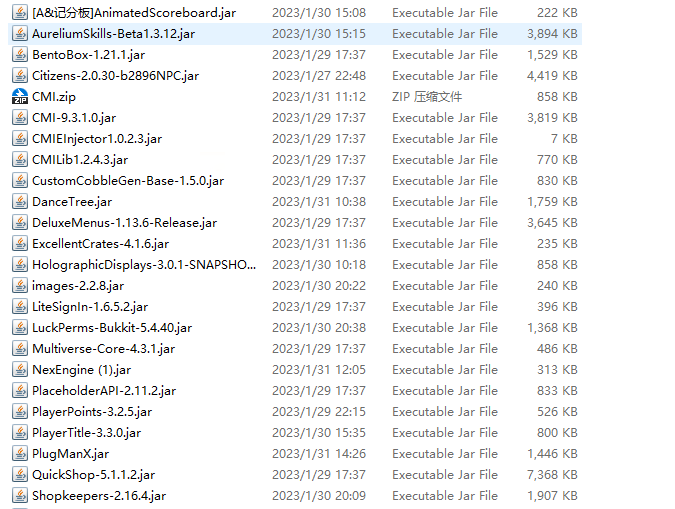 [A&记分板]AnimatedScoreboard.jar 2023/1/30 15:08 Executable Jar File 222 KB
AureliumSkills-Beta1.3.12.jar 2023/1/30 15:15 Executable Jar File 3,894 KB
BentoBox-1.21.1.jar 2023/1/29 17:37 Executable Jar File 1,529 KB
Citizens-2.0.30-b2896NPC.jar 2023/1/27 22:48 Executable Jar File 4,419 KB
ZIP CMI.zip 2023/1/31 11:12 ZIP 压缩文件 858 KB
CMI-9.3.1.0.jar 2023/1/29 17:37 Executable Jar File 3,819 KB
CMIEInjector1.0.2.3.jar 2023/1/29 17:37 Executable Jar File 7 KB
CMILib1.2.4.3.jar 2023/1/29 17:37 Executable Jar File 770 KB
CustomCobbleGen-Base-1.5.0.jar 2023/1/29 17:37 Executable Jar File 830 KB
DanceTree.jar 2023/1/31 10:38 Executable Jar File 1,759 KB
DeluxeMenus-1.13.6-Release.jar 2023/1/29 17:37 Executable Jar File 3,645 KB
ExcellentCrates-4.1.6.jar 2023/1/31 11:36 Executable Jar File 235 KB
HolographicDisplays-3.0.1-SNAPSHO... 2023/1/30 10:18 Executable Jar File 858 KB
images-2.2.8.jar 2023/1/30 20:22 Executable Jar File 240 KB
LiteSignIn-1.6.5.2.jar 2023/1/29 17:37 Executable Jar File 396 KB
LuckPerms-Bukkit-5.4.40.jar 2023/1/30 20:38 Executable Jar File 1,368 KB
Multiverse-Core-4.3.1.jar 2023/1/29 17:37 Executable Jar File 486 KB
NexEngine (1).jar 2023/1/31 12:05 Executable Jar File 313 KB
PlaceholderAPI-2.11.2.jar 2023/1/29 17:37 Executable Jar File 833 KB
PlayerPoints-3.2.5.jar 2023/1/29 22:15 Executable Jar File 526 KB
PlayerTitle-3.3.0.jar 2023/1/30 15:35 Executable Jar File 800 KB
PlugManX.jar 2023/1/31 14:26 Executable Jar File 1,446 KB
QuickShop-5.1.1.2.jar 2023/1/29 17:37 Executable Jar File 7,368 KB
Shopkeepers-2.16.4.jar 2023/1/30 20:09 Executable Jar File 1,907 KB